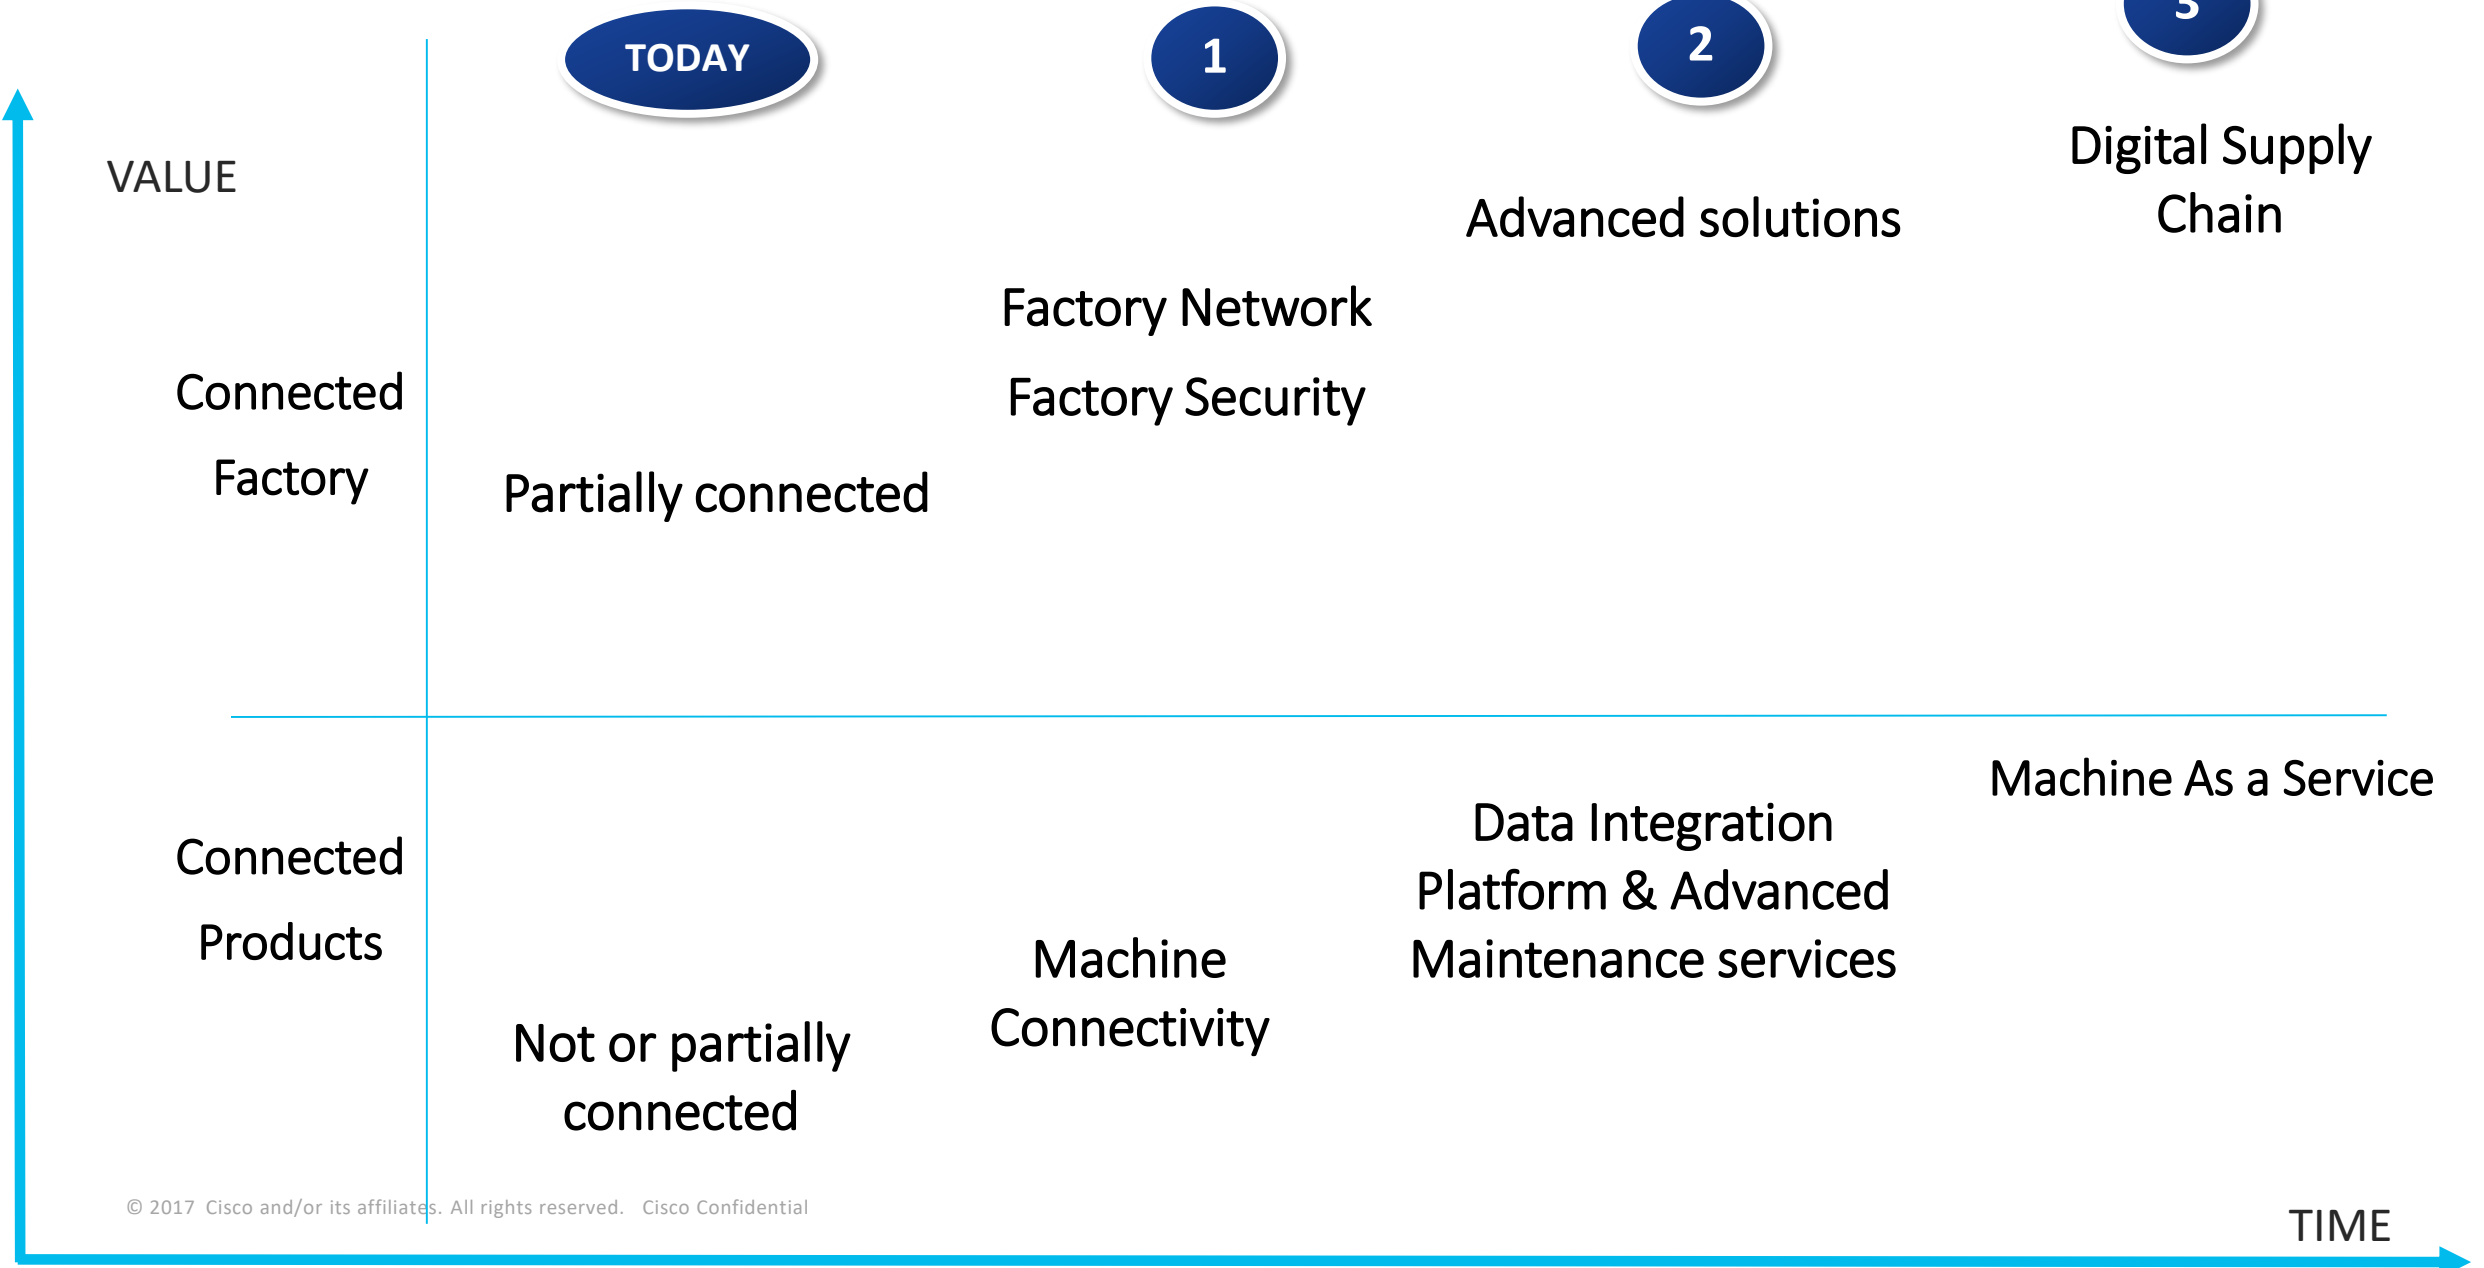 TODAY
1
2
3
VALUE
Digital Supply
Chain
Advanced solutions
Factory Network
Factory Security
Connected
Factory
Partially connected
Machine As a Service
Data Integration
Platform & Advanced
Maintenance services
Connected
Products
Machine
Connectivity
Not or partially
connected
© 2017 Cisco and/or its affiliates. All rights reserved. Cisco Confidential
TIME